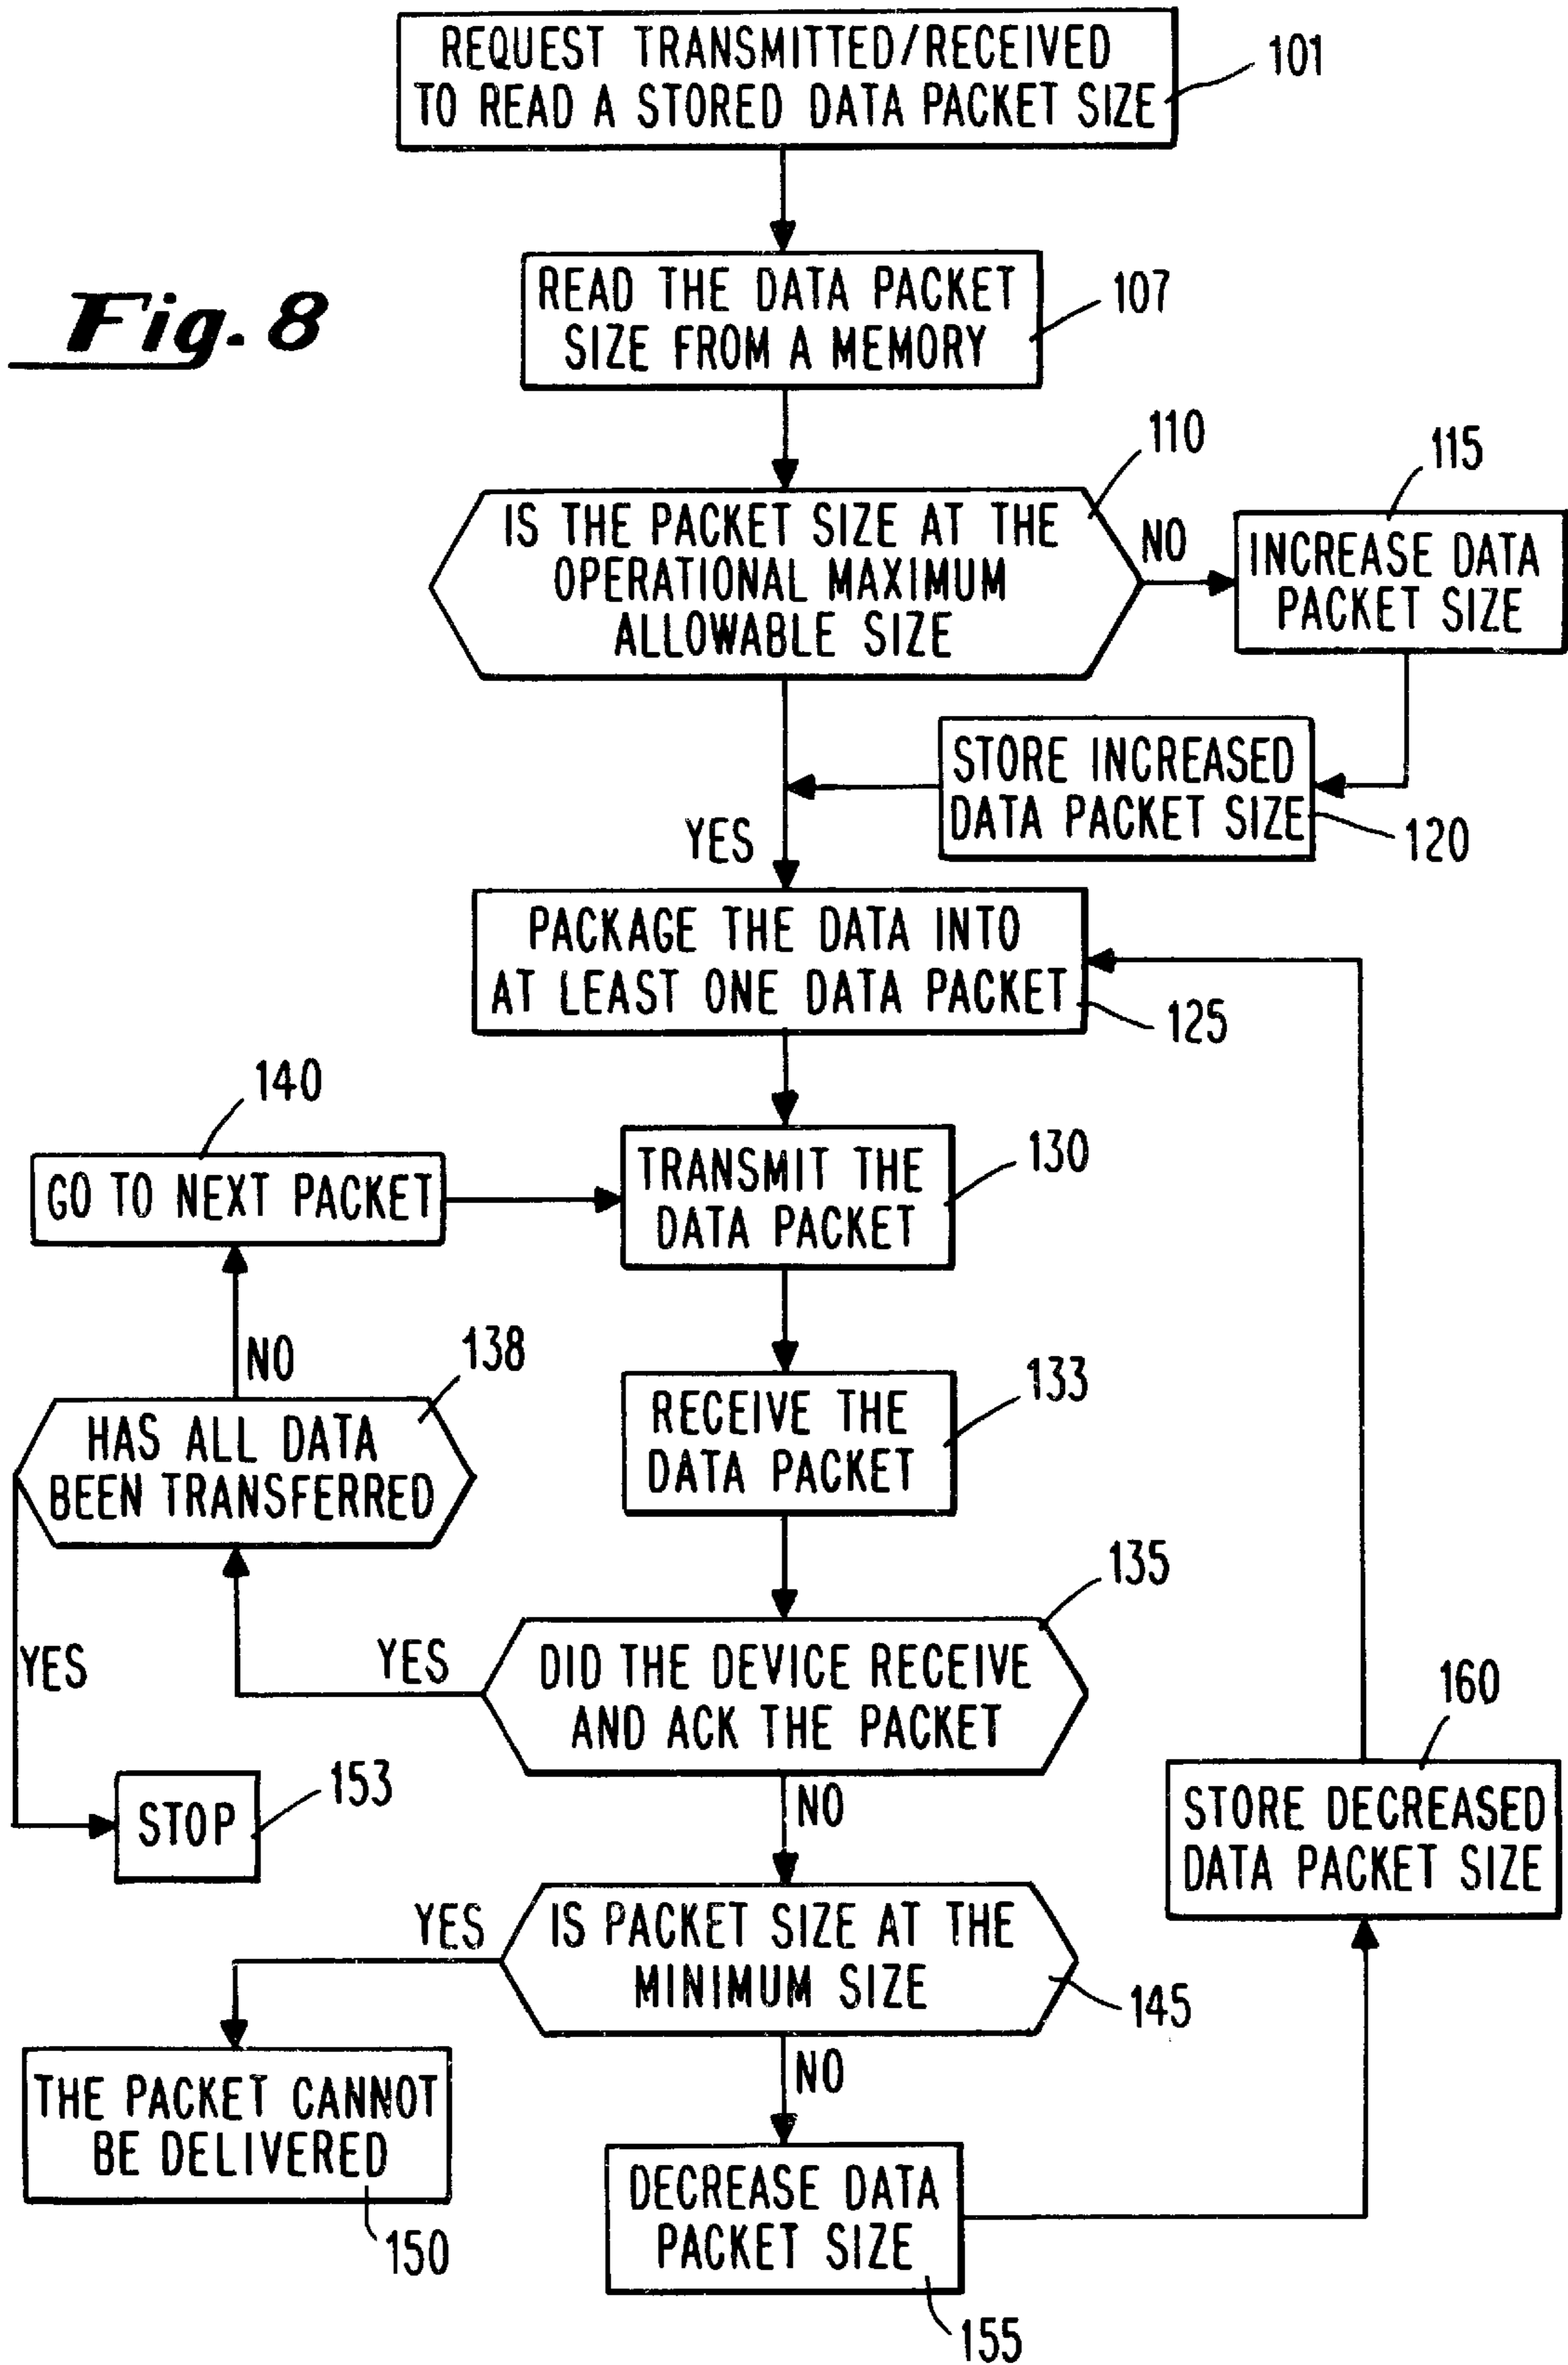 REQUEST TRANSMITTED/RECEIVED
TO READ A STORED DATA PACKET SIZE
101
Fig. 8
READ THE DATA PACKET
SIZE FROM A MEMORY
107
110
IS THE PACKET SIZE AT THE
OPERATIONAL MAXIMUM
ALLOWABLE SIZE
NO
115
INCREASE DATA
PACKET SIZE
STORE INCREASED
DATA PACKET SIZE
120
YES
PACKAGE THE DATA INTO
AT LEAST ONE DATA PACKET
125
140
GO TO NEXT PACKET
TRANSMIT THE
DATA PACKET
130
NO
138
HAS ALL DATA
BEEN TRANSFERRED
RECEIVE THE
DATA PACKET
133
135
YES
YES
DID THE DEVICE RECEIVE
AND ACK THE PACKET
160
STORE DECREASED
DATA PACKET SIZE
STOP
153
NO
YES
IS PACKET SIZE AT THE
MINIMUM SIZE
145
THE PACKET CANNOT
BE DELIVERED
150
NO
DECREASE DATA
PACKET SIZE
155